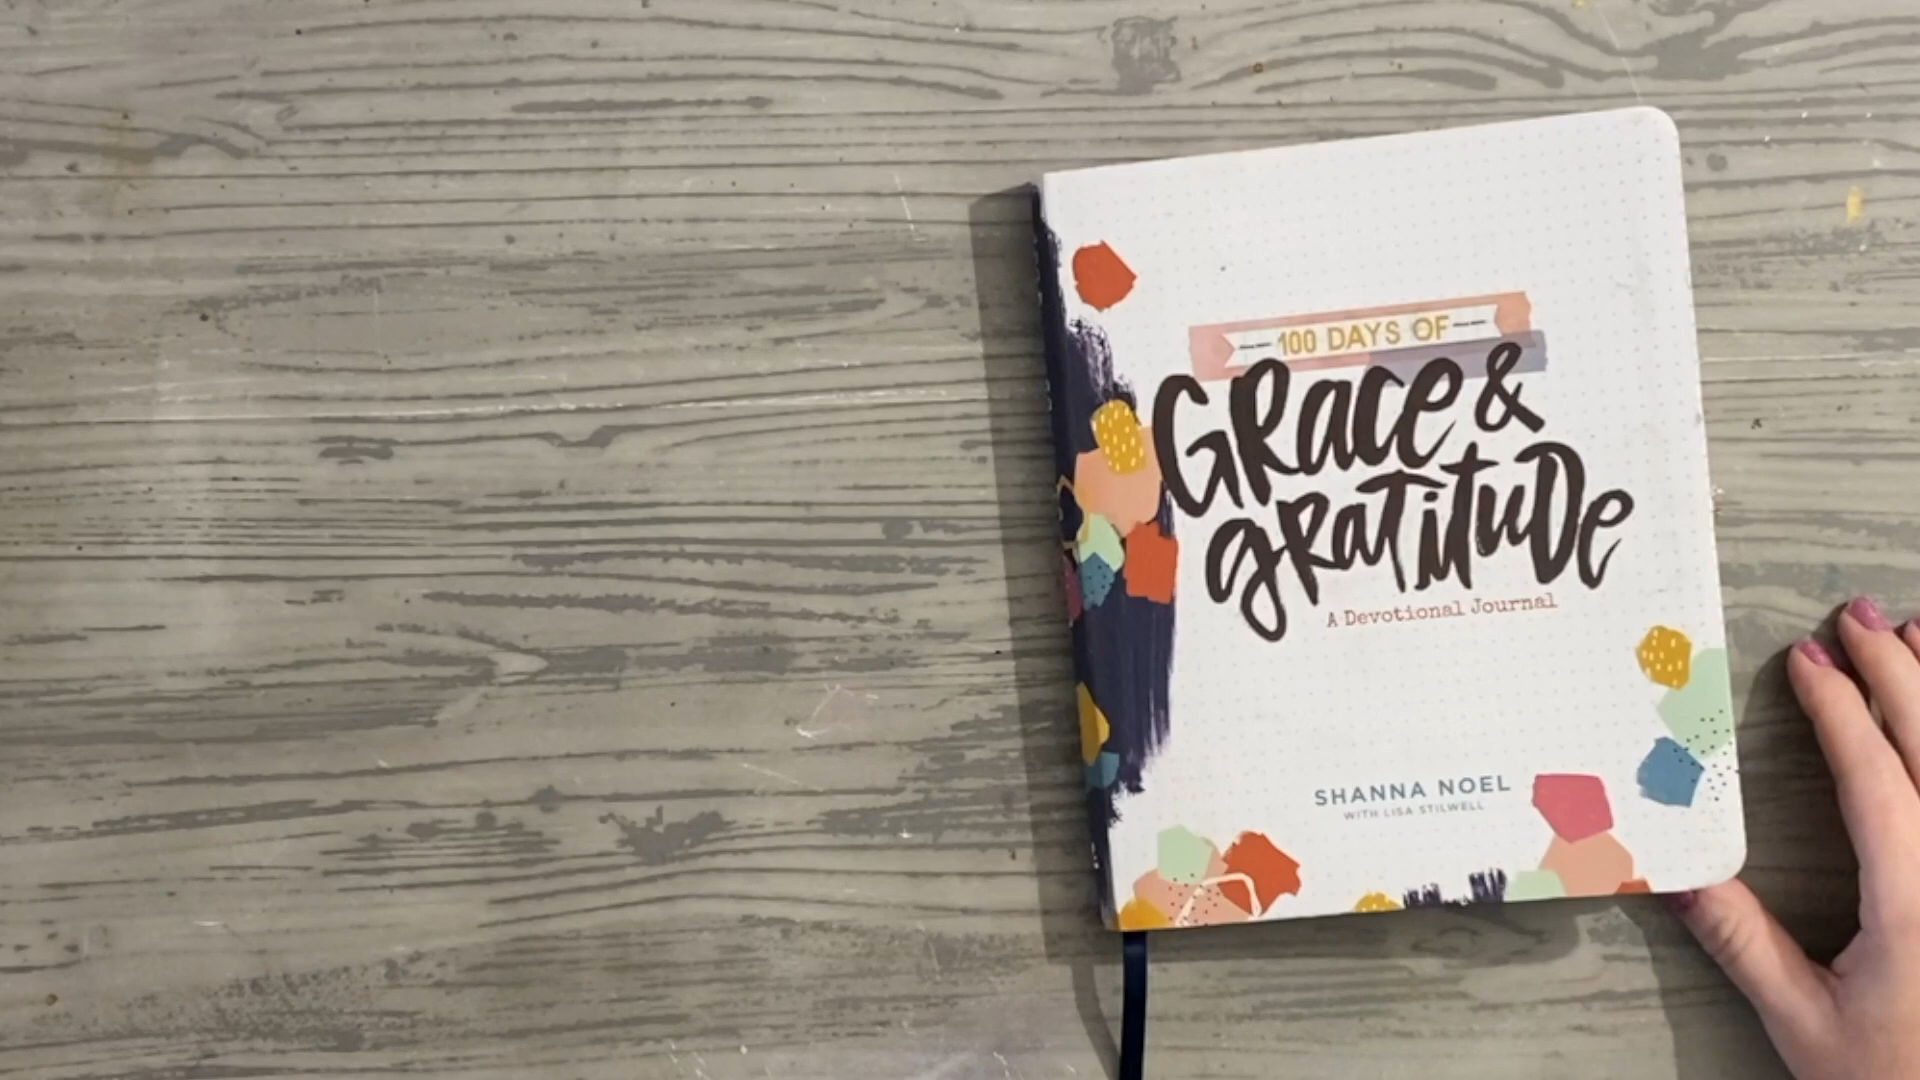 100 DAYS OF
GRace &
gRaTituDe
A Devotional Journal
SHANNA NOEL
WITH LISA STILWELL